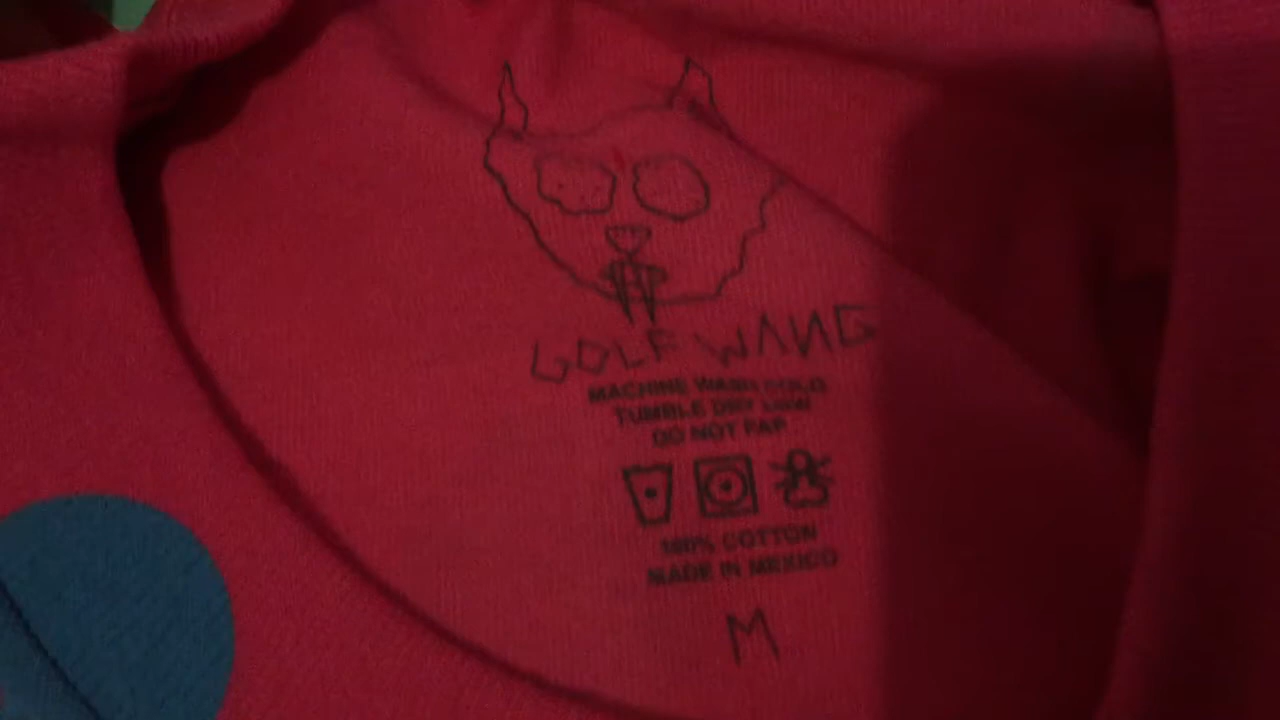 GOLF WANG
MACHINE WASH COLD
TUMBLE DRY LOW
DO NOT FAP
100% COTTON
MADE IN MEXICO
M